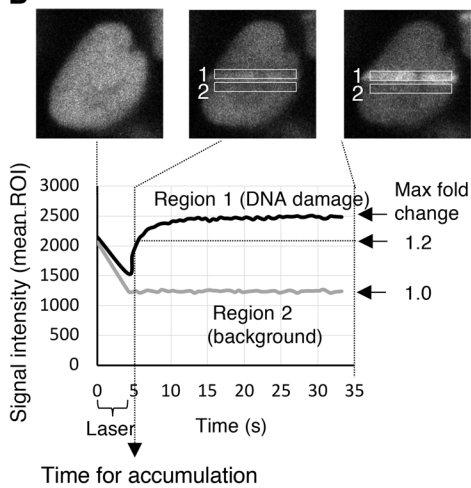 1
2
1
2
3000
2500
2000
1500
1000
500
0
Signal intensity (mean.ROI)
Region 1 (DNA damage)
Region 2
(background)
Max fold
change
1.2
1.0
0 5 10 15 20 25 30 35
Laser
Time (s)
Time for accumulation